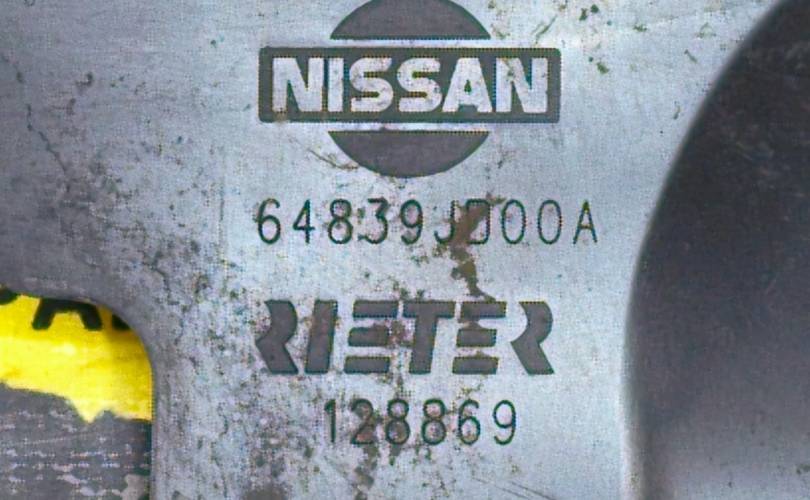 NISSAN
64839JD00A
RIETER
128869